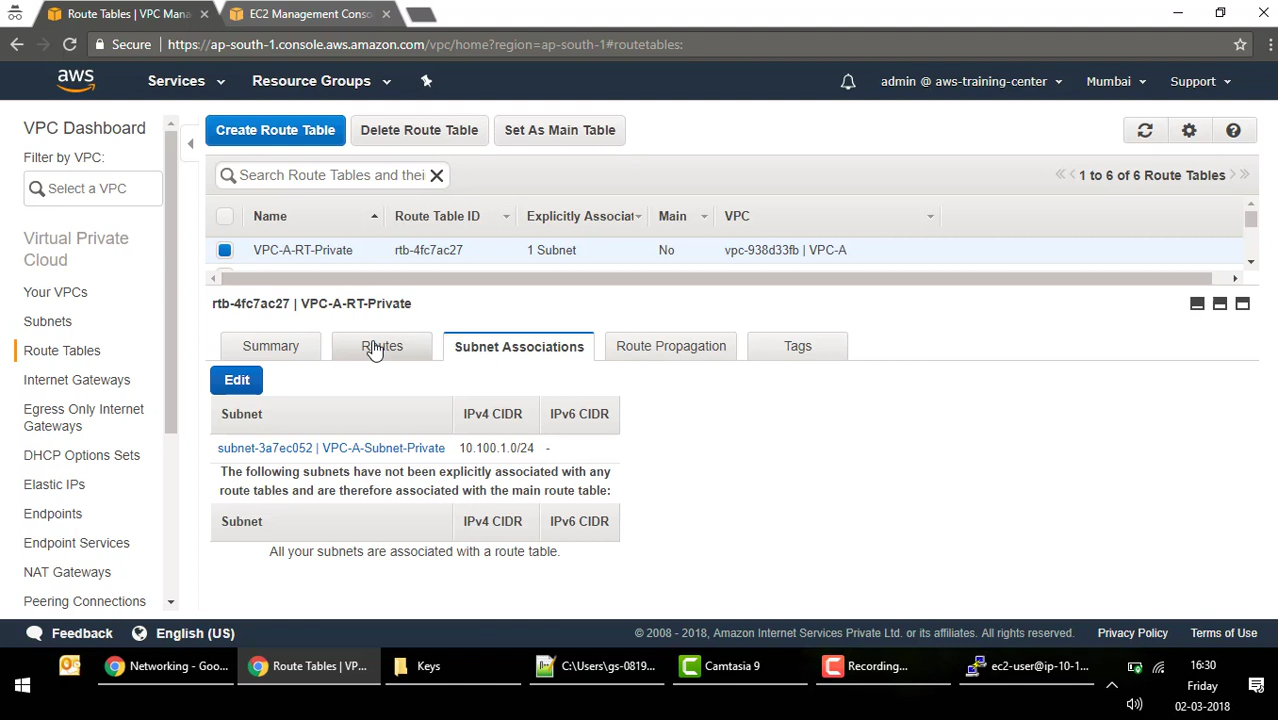 Route Tables | VPC Mana
EC2 Management Conso
Secure
https://ap-south-1.console.aws.amazon.com/vpc/home?region=ap-south-1#routetables:
aws
Services
Resource Groups
admin @ aws-training-center
Mumbai
Support
VPC Dashboard
Filter by VPC:
Select a VPC
Virtual Private
Cloud
Your VPCs
Subnets
Route Tables
Internet Gateways
Egress Only Internet
Gateways
DHCP Options Sets
Elastic IPs
Endpoints
Endpoint Services
NAT Gateways
Peering Connections
Create Route Table
Delete Route Table
Set As Main Table
Search Route Tables and thei
1 to 6 of 6 Route Tables
Name
Route Table ID
Explicitly Associat
Main
VPC
VPC-A-RT-Private
rtb-4fc7ac27
1 Subnet
No
vpc-938d33fb | VPC-A
rtb-4fc7ac27 | VPC-A-RT-Private
Summary
Routes
Subnet Associations
Route Propagation
Tags
Edit
Subnet
IPv4 CIDR
IPv6 CIDR
subnet-3a7ec052 | VPC-A-Subnet-Private
10.100.1.0/24
-
The following subnets have not been explicitly associated with any
route tables and are therefore associated with the main route table:
Subnet
IPv4 CIDR
IPv6 CIDR
All your subnets are associated with a route table.
Feedback
English (US)
© 2008 - 2018, Amazon Internet Services Private Ltd. or its affiliates. All rights reserved.
Privacy Policy
Terms of Use
Networking - Goo...
Route Tables | VP...
Keys
C:\Users\gs-0819...
Camtasia 9
Recording...
ec2-user@ip-10-1...
16:30
Friday
02-03-2018